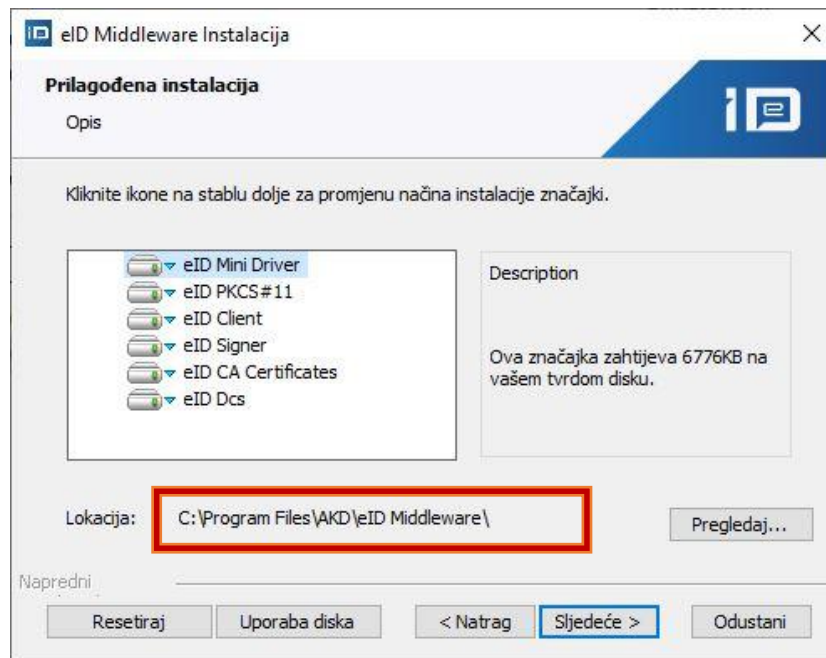 eID Middleware Instalacija
Prilagođena instalacija
Opis
Kliknite ikone na stablu dolje za promjenu načina instalacije značajki.
eID Mini Driver
eID PKCS#11
eID Client
eID Signer
eID CA Certificates
eID Dcs
Description
Ova značajka zahtijeva 6776KB na
vašem tvrdom disku.
Lokacija:
C:\Program Files\AKD\eID Middleware\
Pregledaj...
Napredni
Resetiraj
Uporaba diska
< Natrag
Sljedeće >
Odustani